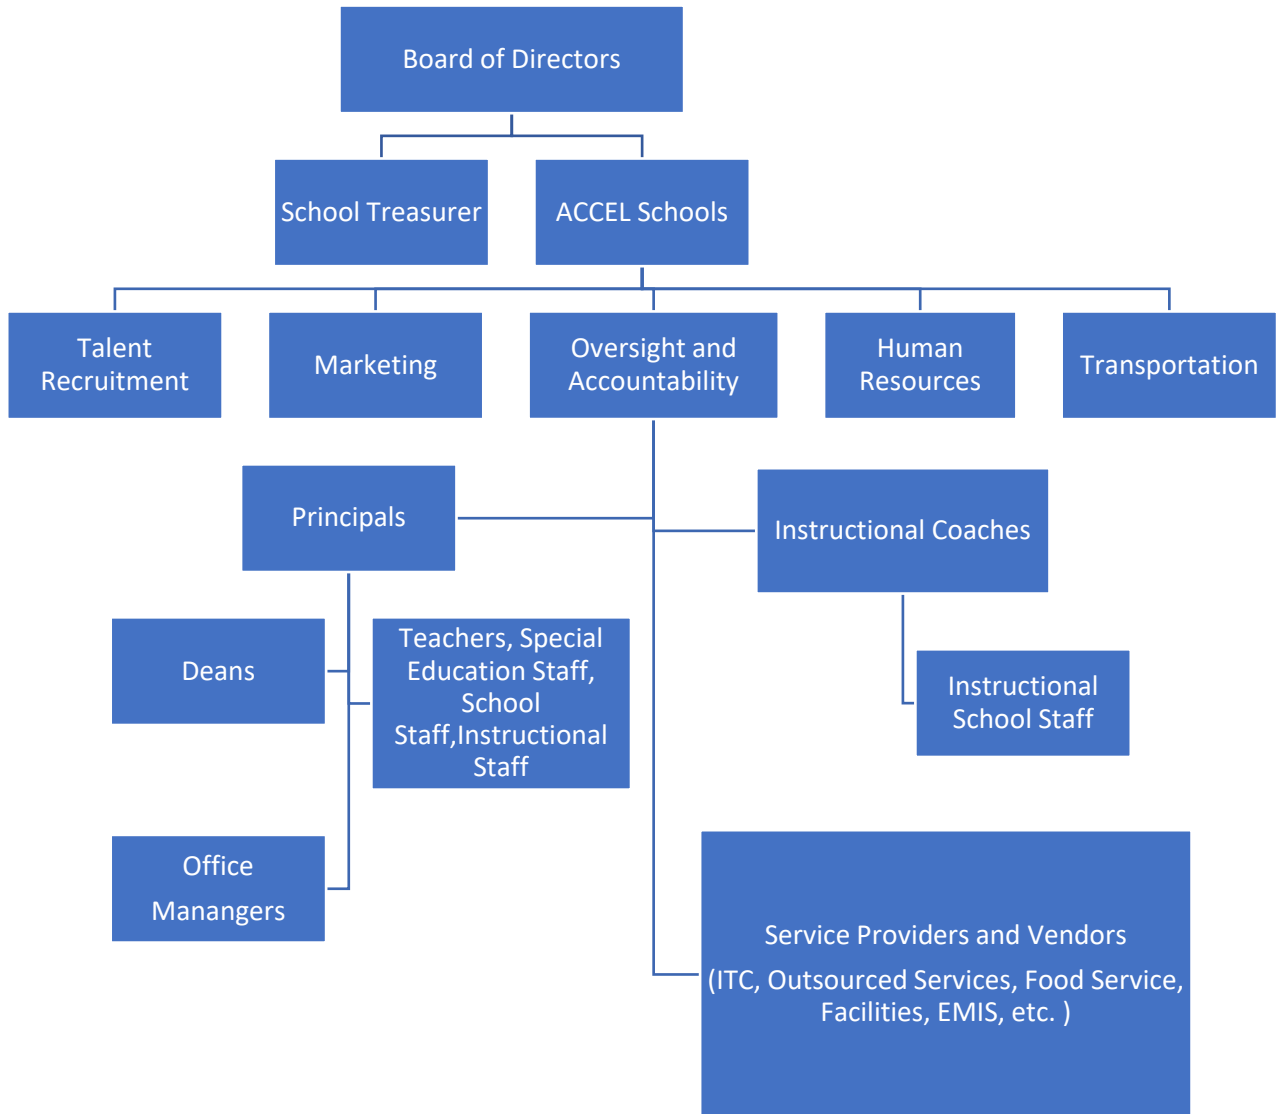 Board of Directors
School Treasurer
ACCEL Schools
Talent
Recruitment
Marketing
Oversight and
Accountability
Human
Resources
Transportation
Principals
Instructional Coaches
Deans
Teachers, Special
Education Staff,
School
Staff,Instructional
Staff
Instructional
School Staff
Office
Manangers
Service Providers and Vendors
(ITC, Outsourced Services, Food Service,
Facilities, EMIS, etc. )